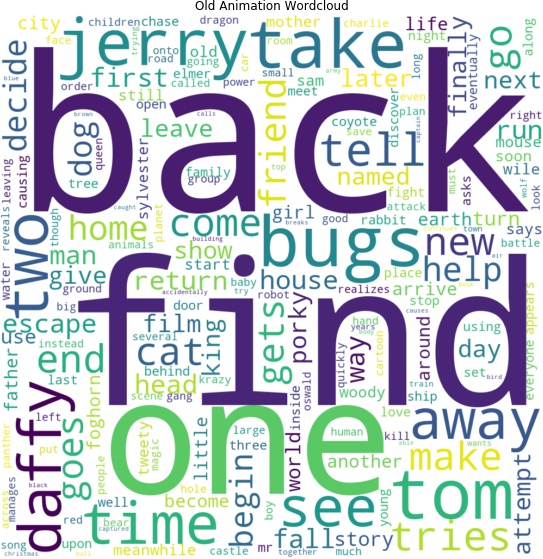 Old Animation Wordcloud
city
children
chase
dragon
mother
charlie
life
night
along
face
trying
onto
road
old
going
car
room
jerry
take
finally
eventually
go
decide
first
elmer
called
still
order
open
power
small
sam
meet
later
even
long
plan
next
right
run
back
blue
dog
brown
queen
tree
leave
calls
army
friend
tell
coyote
save
captain
discover
mouse
soon
wile
look
must
asks
wolf
causing
leaving
reveals
though
sylvester
caught
family
group
top
named
fight
attack
two
home
animals
planet
come
girl
good
rabbit
earth
turn
town
says
battle
breaks
building
bugs
new
water
man
give
show
start
house
place
help
air
ground
return
baby
try
realizes
arrive
find
big
accidentally
robot
stop
causes
escape
use
instead
film
door
hand
years
cartoon
using
day
end
several
cat
behind
king
gets
porky
way
quickly
body
around
set
bird
everyone
appears
father
last
head
krazy
scene
gang
oswald
inside
woody
train
ship
love
panther
left
put
goes
foghorn
tweety
magic
little
large
three
one
world
human
kill
another
wants
away
daffy
manages
across
black
people
begin
make
attempt
well
hole
become
boy
see
young
tom
red
time
bear
song
upon
meanwhile
castle
mr
fall
story
together
much
tries
christmas
captured